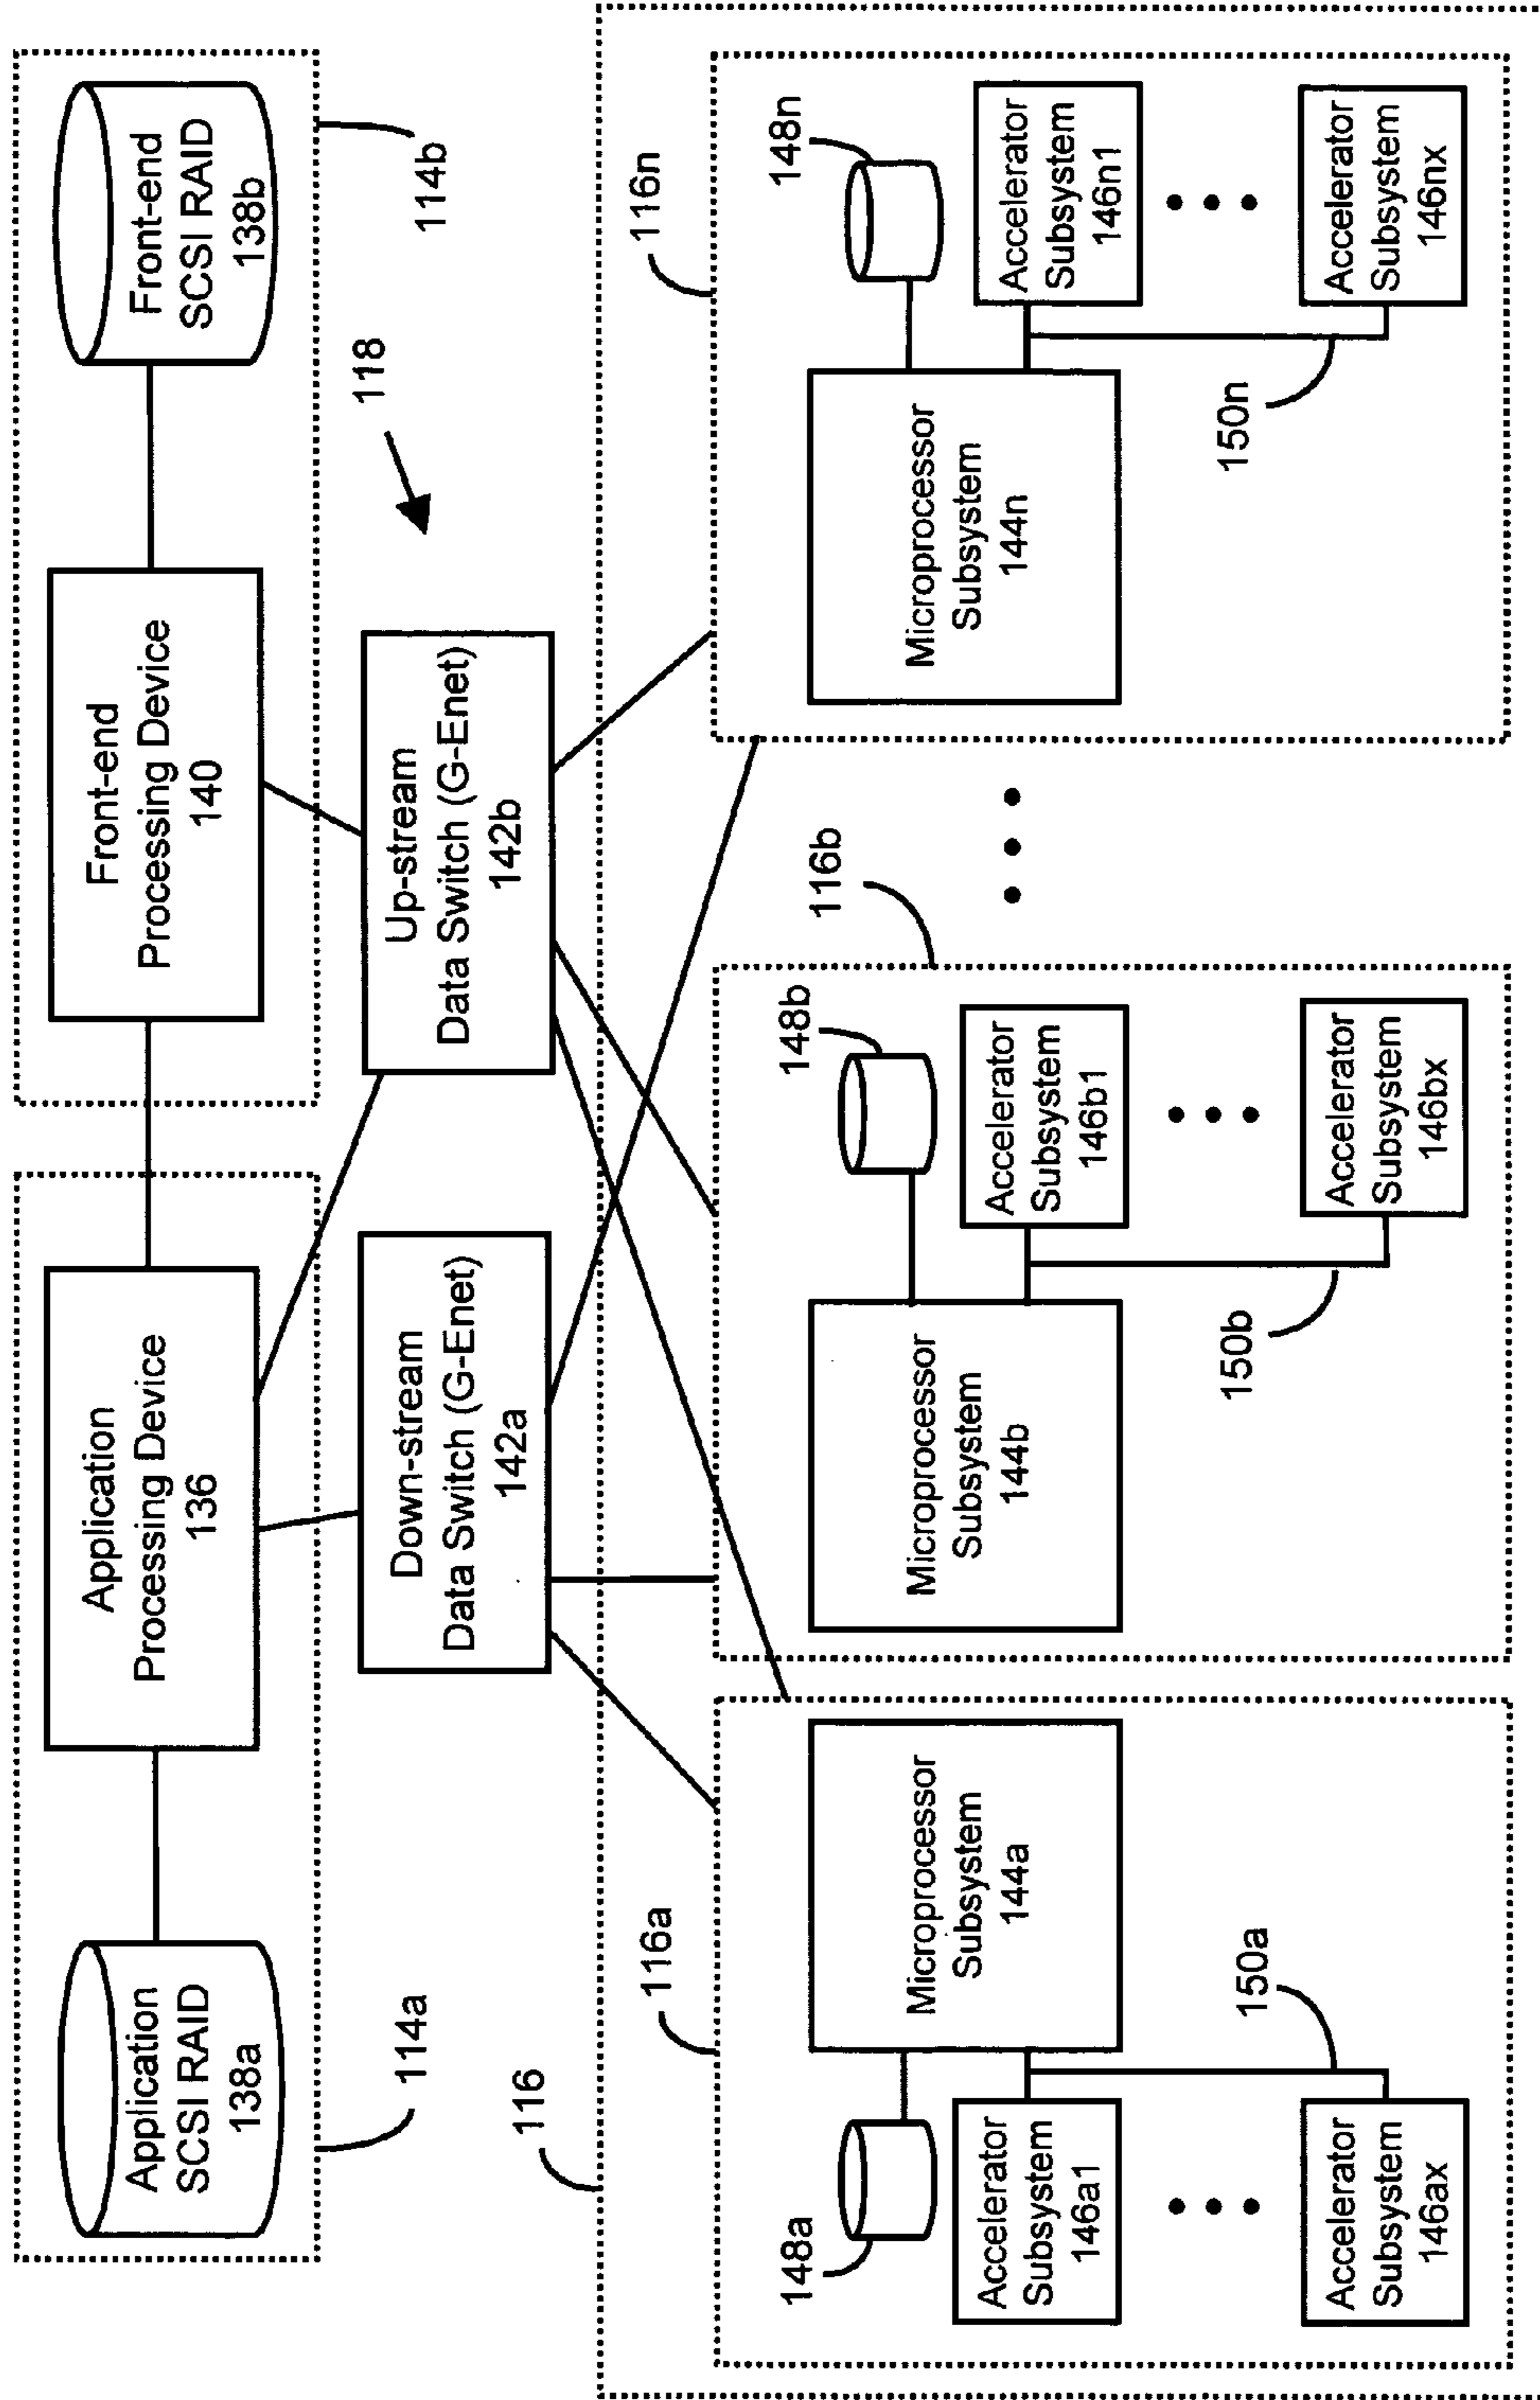 Application
SCSI RAID
138a
Application
Processing Device
136
Front-end
Processing Device
140
Front-end
SCSI RAID
138b
114a
114b
118
Down-stream
Data Switch (G-Enet)
142a
Up-stream
Data Switch (G-Enet)
142b
116
116a
148a
Microprocessor
Subsystem
144a
Accelerator
Subsystem
146a1
150a
Accelerator
Subsystem
146ax
116b
Microprocessor
Subsystem
144b
148b
Accelerator
Subsystem
146b1
150b
Accelerator
Subsystem
146bx
116n
Microprocessor
Subsystem
144n
148n
Accelerator
Subsystem
146n1
150n
Accelerator
Subsystem
146nx